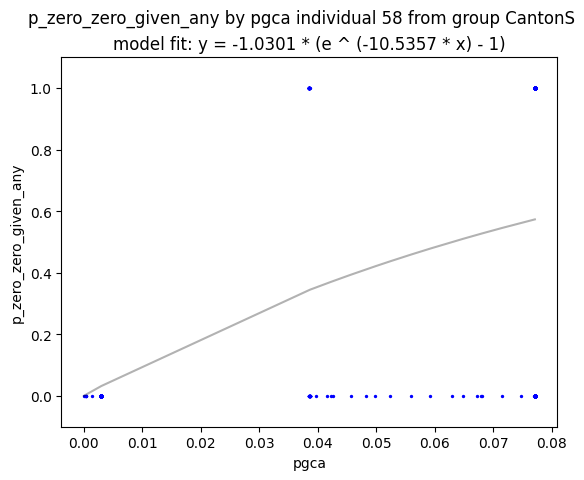 p_zero_zero_given_any by pgca individual 58 from group CantonS
model fit: y = -1.0301 * (e ^ (-10.5357 * x) - 1)
1.0
0.8
0.6
0.4
0.2
0.0
p_zero_zero_given_any
0.00 0.01 0.02 0.03 0.04 0.05 0.06 0.07 0.08
pgca